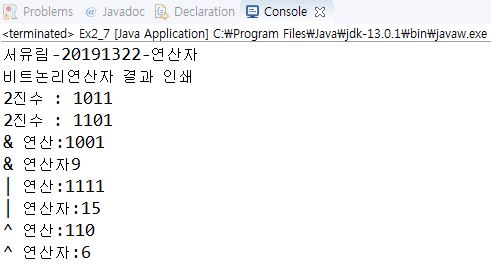 Problems @ Javadoc Declaration Console
<terminated> Ex2_7 [Java Application] C:₩Program Files₩Java₩jdk-13.0.1₩bin₩javaw.exe
서유림-20191322-연산자
비트논리연산자 결과 인쇄
2진수 : 1011
2진수 : 1101
& 연산:1001
& 연산자9
| 연산:1111
| 연산자:15
^ 연산:110
^ 연산자:6